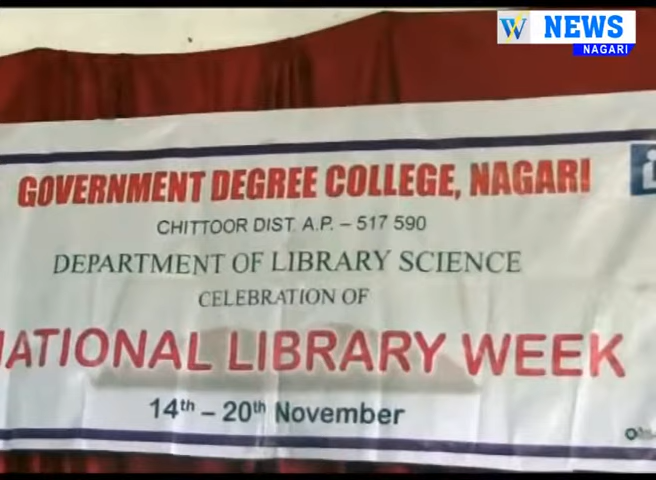 W NEWS
NAGARI
GOVERNMENT DEGREE COLLEGE, NAGARI
CHITTOOR DIST. A.P. – 517 590
DEPARTMENT OF LIBRARY SCIENCE
CELEBRATION OF
NATIONAL LIBRARY WEEK
14th – 20th November